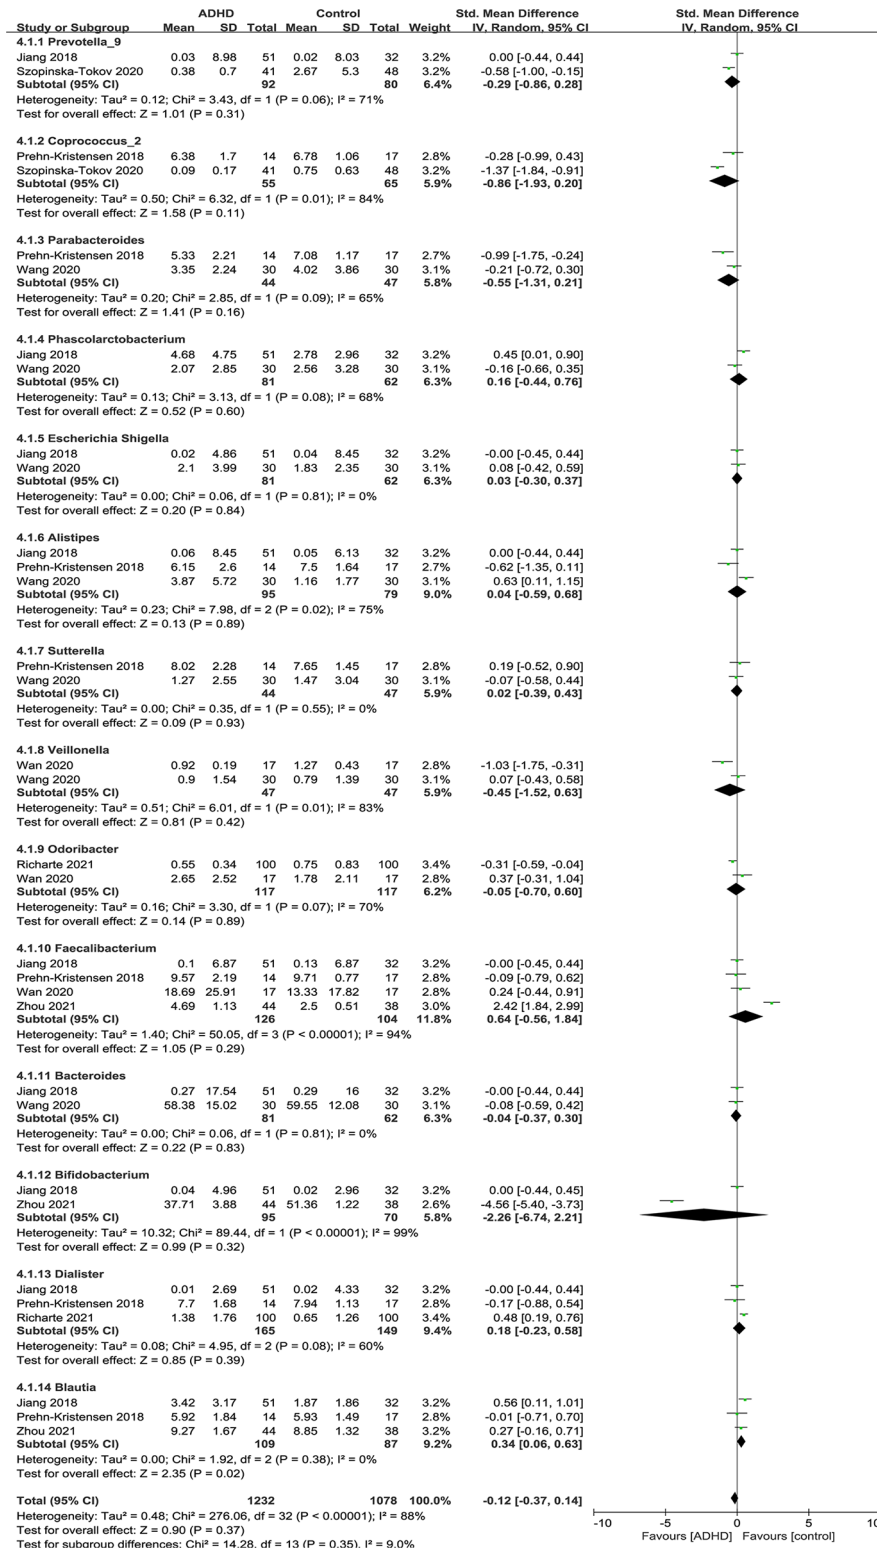 ADHD Control Std. Mean Difference Std. Mean Difference
Study or Subgroup Mean SD Total Mean SD Total Weight IV, Random, 95% CI IV, Random, 95% CI
4.1.1 Prevotella_9
Jiang 2018 0.03 8.98 51 0.02 8.03 32 3.2% 0.00 [-0.44, 0.44]
Szopinska-Tokov 2020 0.38 0.7 41 2.67 5.3 48 3.2% -0.58 [-1.00, -0.15]
Subtotal (95% CI) 92 80 6.4% -0.29 [-0.86, 0.28]
Heterogeneity: Tau² = 0.12; Chi² = 3.43, df = 1 (P = 0.06); I² = 71%
Test for overall effect: Z = 1.01 (P = 0.31)
4.1.2 Coprococcus_2
Prehn-Kristensen 2018 6.38 1.7 14 6.78 1.06 17 2.8% -0.28 [-0.99, 0.43]
Szopinska-Tokov 2020 0.09 0.17 41 0.75 0.63 48 3.2% -1.37 [-1.84, -0.91]
Subtotal (95% CI) 55 65 5.9% -0.86 [-1.93, 0.20]
Heterogeneity: Tau² = 0.50; Chi² = 6.32, df = 1 (P = 0.01); I² = 84%
Test for overall effect: Z = 1.58 (P = 0.11)
4.1.3 Parabacteroides
Prehn-Kristensen 2018 5.33 2.21 14 7.08 1.17 17 2.7% -0.99 [-1.75, -0.24]
Wang 2020 3.35 2.24 30 4.02 3.86 30 3.1% -0.21 [-0.72, 0.30]
Subtotal (95% CI) 44 47 5.8% -0.55 [-1.31, 0.21]
Heterogeneity: Tau² = 0.20; Chi² = 2.85, df = 1 (P = 0.09); I² = 65%
Test for overall effect: Z = 1.41 (P = 0.16)
4.1.4 Phascolarctobacterium
Jiang 2018 4.68 4.75 51 2.78 2.96 32 3.2% 0.45 [0.01, 0.90]
Wang 2020 2.07 2.85 30 2.56 3.28 30 3.1% -0.16 [-0.66, 0.35]
Subtotal (95% CI) 81 62 6.3% 0.16 [-0.44, 0.76]
Heterogeneity: Tau² = 0.13; Chi² = 3.13, df = 1 (P = 0.08); I² = 68%
Test for overall effect: Z = 0.52 (P = 0.60)
4.1.5 Escherichia Shigella
Jiang 2018 0.02 4.86 51 0.04 8.45 32 3.2% -0.00 [-0.45, 0.44]
Wang 2020 2.1 3.99 30 1.83 2.35 30 3.1% 0.08 [-0.42, 0.59]
Subtotal (95% CI) 81 62 6.3% 0.03 [-0.30, 0.37]
Heterogeneity: Tau² = 0.00; Chi² = 0.06, df = 1 (P = 0.81); I² = 0%
Test for overall effect: Z = 0.20 (P = 0.84)
4.1.6 Alistipes
Jiang 2018 0.06 8.45 51 0.05 6.13 32 3.2% 0.00 [-0.44, 0.44]
Prehn-Kristensen 2018 6.15 2.6 14 7.5 1.64 17 2.7% -0.62 [-1.35, 0.11]
Wang 2020 3.87 5.72 30 1.16 1.77 30 3.1% 0.63 [0.11, 1.15]
Subtotal (95% CI) 95 79 9.0% 0.04 [-0.59, 0.68]
Heterogeneity: Tau² = 0.23; Chi² = 7.98, df = 2 (P = 0.02); I² = 75%
Test for overall effect: Z = 0.13 (P = 0.89)
4.1.7 Sutterella
Prehn-Kristensen 2018 8.02 2.28 14 7.65 1.45 17 2.8% 0.19 [-0.52, 0.90]
Wang 2020 1.27 2.55 30 1.47 3.04 30 3.1% -0.07 [-0.58, 0.44]
Subtotal (95% CI) 44 47 5.9% 0.02 [-0.39, 0.43]
Heterogeneity: Tau² = 0.00; Chi² = 0.35, df = 1 (P = 0.55); I² = 0%
Test for overall effect: Z = 0.09 (P = 0.93)
4.1.8 Veillonella
Wan 2020 0.92 0.19 17 1.27 0.43 17 2.8% -1.03 [-1.75, -0.31]
Wang 2020 0.9 1.54 30 0.79 1.39 30 3.1% 0.07 [-0.43, 0.58]
Subtotal (95% CI) 47 47 5.9% -0.45 [-1.52, 0.63]
Heterogeneity: Tau² = 0.51; Chi² = 6.01, df = 1 (P = 0.01); I² = 83%
Test for overall effect: Z = 0.81 (P = 0.42)
4.1.9 Odoribacter
Richarte 2021 0.55 0.34 100 0.75 0.83 100 3.4% -0.31 [-0.59, -0.04]
Wan 2020 2.65 2.52 17 1.78 2.11 17 2.8% 0.37 [-0.31, 1.04]
Subtotal (95% CI) 117 117 6.2% -0.05 [-0.70, 0.60]
Heterogeneity: Tau² = 0.16; Chi² = 3.30, df = 1 (P = 0.07); I² = 70%
Test for overall effect: Z = 0.14 (P = 0.89)
4.1.10 Faecalibacterium
Jiang 2018 0.1 6.87 51 0.13 6.87 32 3.2% -0.00 [-0.45, 0.44]
Prehn-Kristensen 2018 9.57 2.19 14 9.71 0.77 17 2.8% -0.09 [-0.79, 0.62]
Wan 2020 18.69 25.91 17 13.33 17.82 17 2.8% 0.24 [-0.44, 0.91]
Zhou 2021 4.69 1.13 44 2.5 0.51 38 3.0% 2.42 [1.84, 2.99]
Subtotal (95% CI) 126 104 11.8% 0.64 [-0.56, 1.84]
Heterogeneity: Tau² = 1.40; Chi² = 50.05, df = 3 (P < 0.00001); I² = 94%
Test for overall effect: Z = 1.05 (P = 0.29)
4.1.11 Bacteroides
Jiang 2018 0.27 17.54 51 0.29 16 32 3.2% -0.00 [-0.44, 0.44]
Wang 2020 58.38 15.02 30 59.55 12.08 30 3.1% -0.08 [-0.59, 0.42]
Subtotal (95% CI) 81 62 6.3% -0.04 [-0.37, 0.30]
Heterogeneity: Tau² = 0.00; Chi² = 0.06, df = 1 (P = 0.81); I² = 0%
Test for overall effect: Z = 0.22 (P = 0.83)
4.1.12 Bifidobacterium
Jiang 2018 0.04 4.96 51 0.02 2.96 32 3.2% 0.00 [-0.44, 0.45]
Zhou 2021 37.71 3.88 44 51.36 1.22 38 2.6% -4.56 [-5.40, -3.73]
Subtotal (95% CI) 95 70 5.8% -2.26 [-6.74, 2.21]
Heterogeneity: Tau² = 10.32; Chi² = 89.44, df = 1 (P < 0.00001); I² = 99%
Test for overall effect: Z = 0.99 (P = 0.32)
4.1.13 Dialister
Jiang 2018 0.01 2.69 51 0.02 4.33 32 3.2% -0.00 [-0.44, 0.44]
Prehn-Kristensen 2018 7.7 1.68 14 7.94 1.13 17 2.8% -0.17 [-0.88, 0.54]
Richarte 2021 1.38 1.76 100 0.65 1.26 100 3.4% 0.48 [0.19, 0.76]
Subtotal (95% CI) 165 149 9.4% 0.18 [-0.23, 0.58]
Heterogeneity: Tau² = 0.08; Chi² = 4.95, df = 2 (P = 0.08); I² = 60%
Test for overall effect: Z = 0.85 (P = 0.39)
4.1.14 Blautia
Jiang 2018 3.42 3.17 51 1.87 1.86 32 3.2% 0.56 [0.11, 1.01]
Prehn-Kristensen 2018 5.92 1.84 14 5.93 1.49 17 2.8% -0.01 [-0.71, 0.70]
Zhou 2021 9.27 1.67 44 8.85 1.32 38 3.2% 0.27 [-0.16, 0.71]
Subtotal (95% CI) 109 87 9.2% 0.34 [0.06, 0.63]
Heterogeneity: Tau² = 0.00; Chi² = 1.92, df = 2 (P = 0.38); I² = 0%
Test for overall effect: Z = 2.35 (P = 0.02)
Total (95% CI) 1232 1078 100.0% -0.12 [-0.37, 0.14]
Heterogeneity: Tau² = 0.48; Chi² = 276.06, df = 32 (P < 0.00001); I² = 88%
Test for overall effect: Z = 0.90 (P = 0.37)
Test for subgroup differences: Chi² = 14.28, df = 13 (P = 0.35), I² = 9.0%
-10 -5 0 5 10
Favours [ADHD] Favours [control]